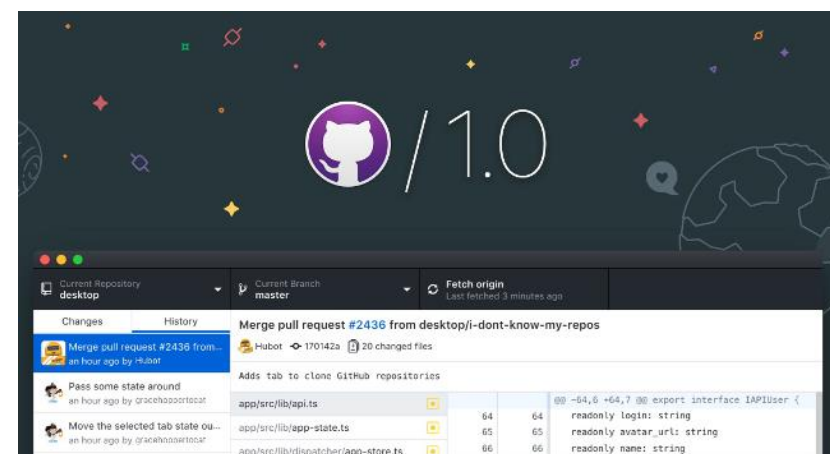 / 1.0
Current Repository
desktop
Current Branch
master
Fetch origin
Last fetched 3 minutes ago
Changes History
Merge pull request #2436 from...
an hour ago by Hubot
Pass some state around
an hour ago by gracehoppertocat
Move the selected tab state ou...
an hour ago by gracehoppertocat
Merge pull request #2436 from desktop/i-dont-know-my-repos
Hubot 170142a 20 changed files
Adds tab to clone GitHub repositories
app/src/lib/api.ts
app/src/lib/app-state.ts
app/src/lib/dispatcher/app-store.ts
@@ -64,6 +64,7 @@ export interface IAPIUser {
64 64 readonly login: string
65 65 readonly avatar_url: string
66 66 readonly name: string